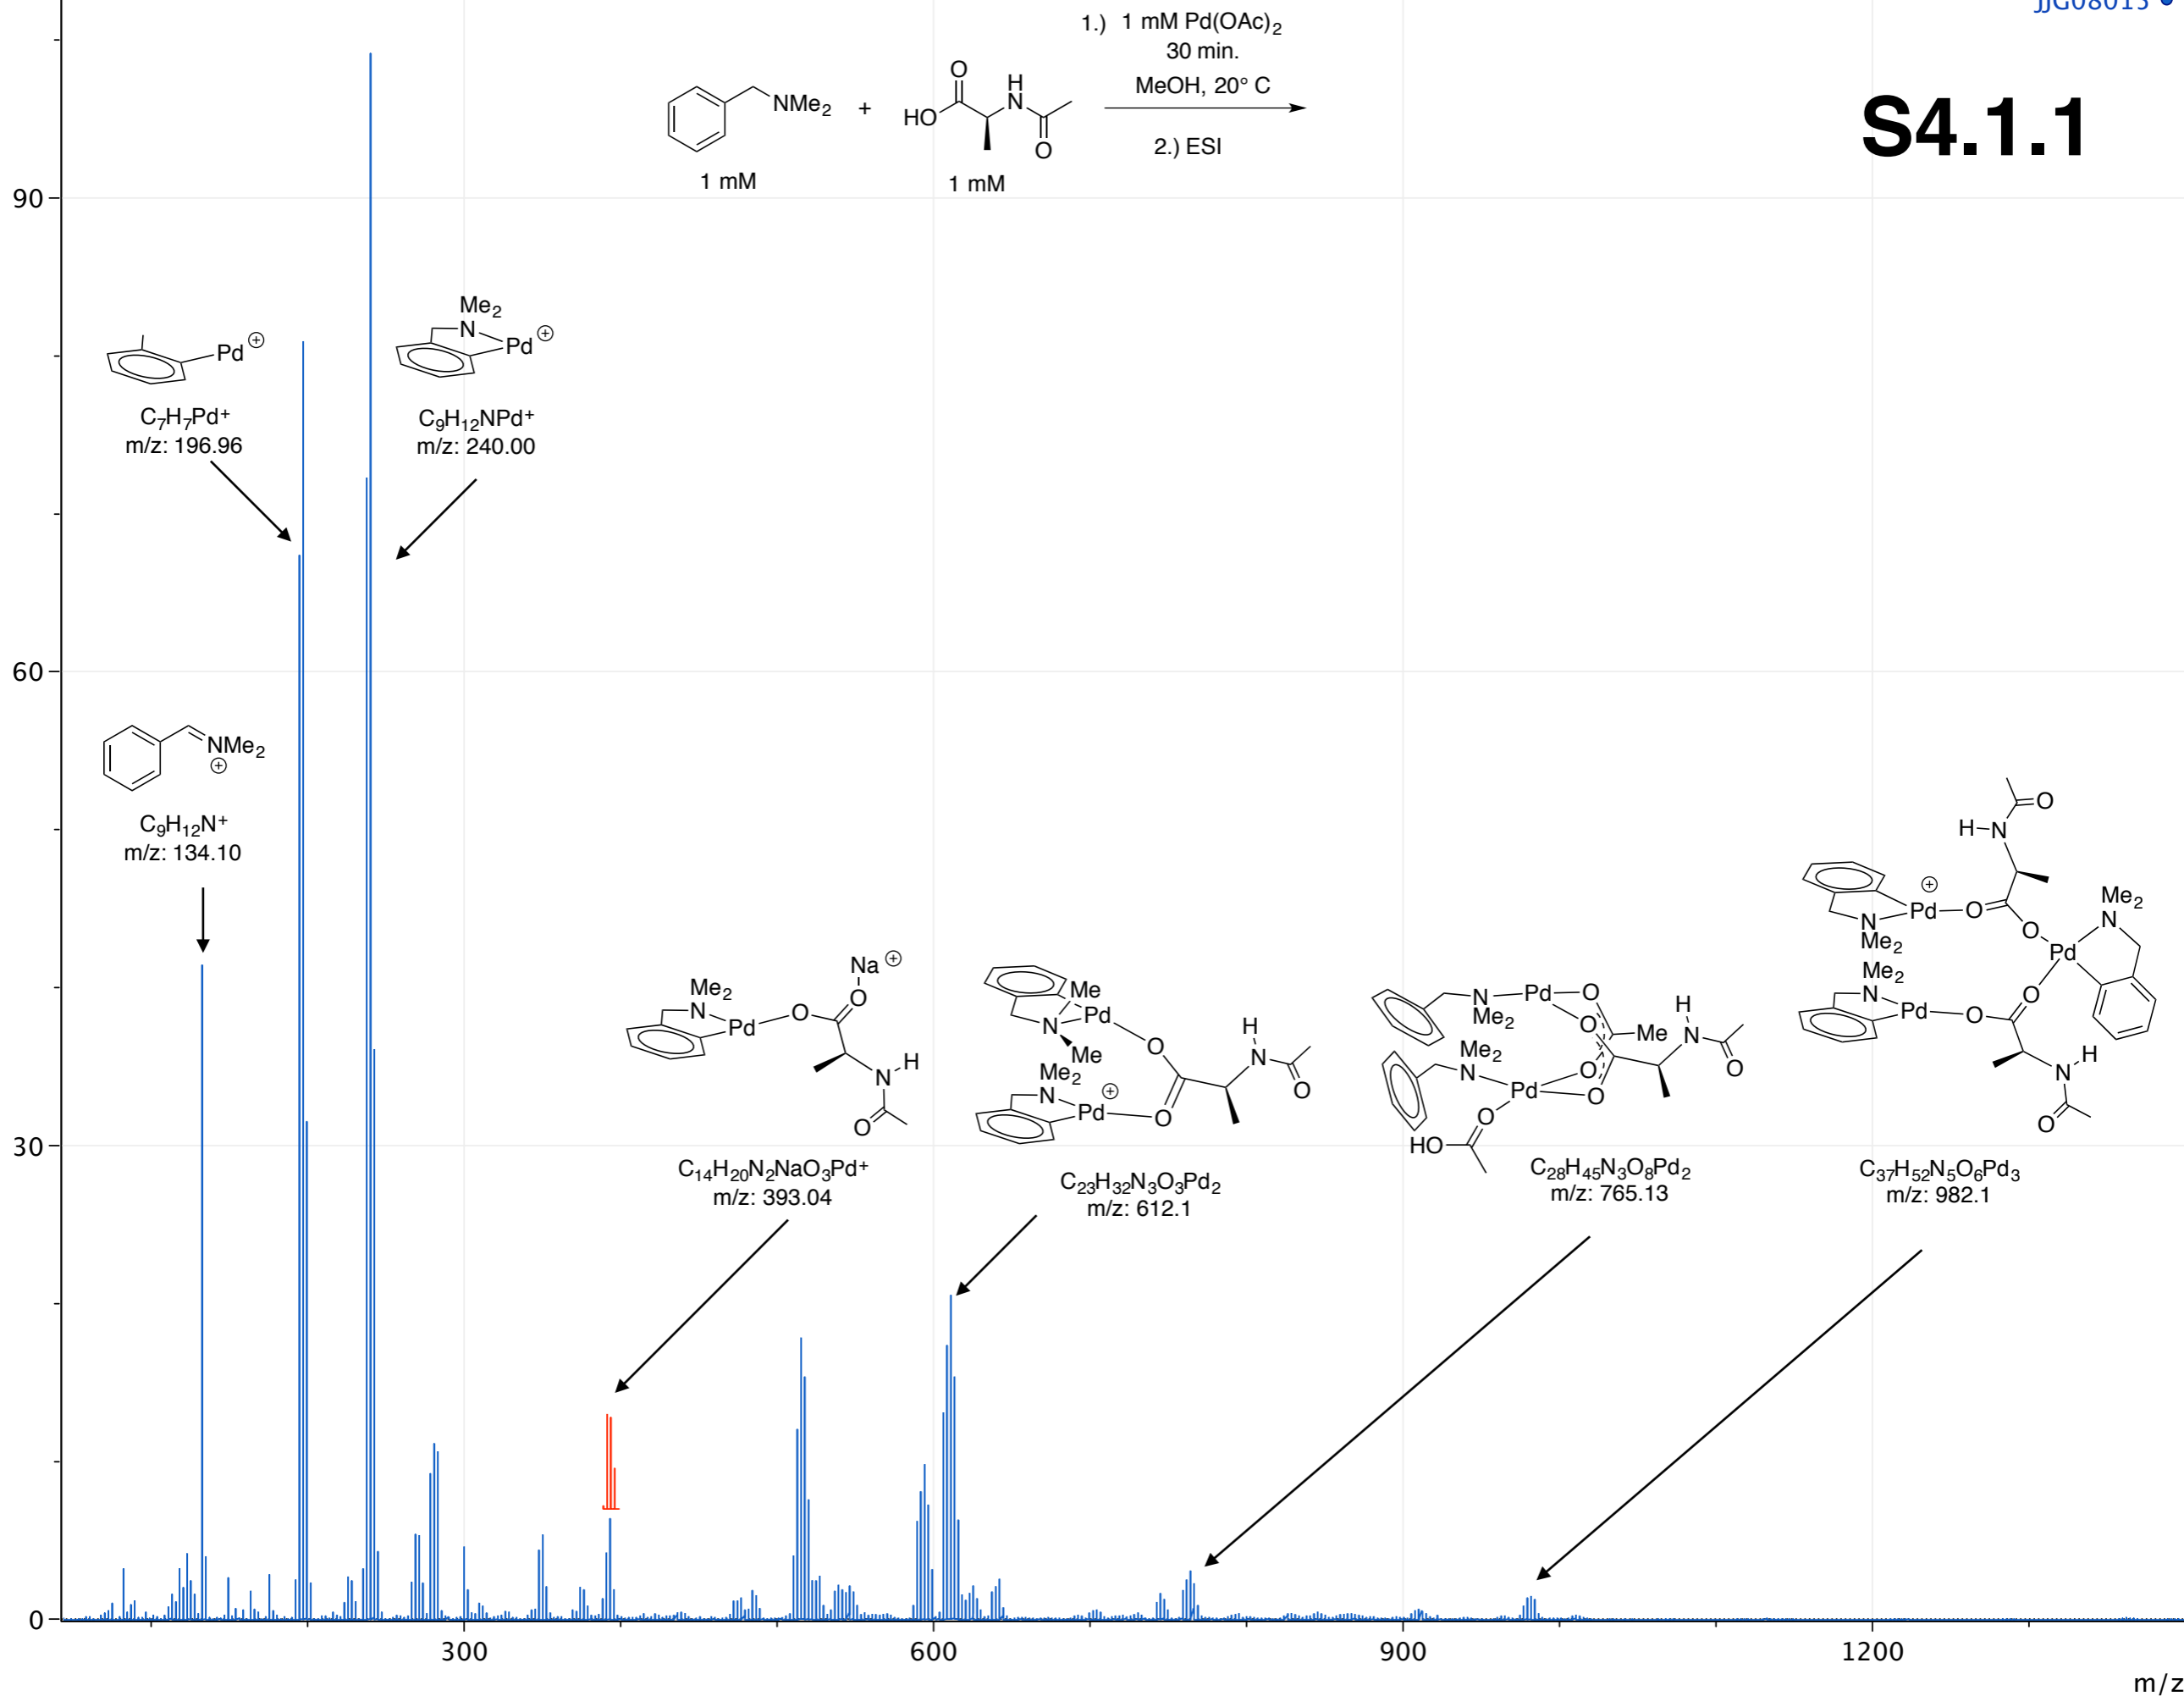 JJG08015
1.) 1 mM Pd(OAc)2
30 min.
MeOH, 20° C
2.) ESI
S4.1.1
NMe2
+
HO
O
H
N
O
1 mM
1 mM
90
Pd ⊕
C7H7Pd+
m/z: 196.96
Me2
N
Pd ⊕
C9H12NPd+
m/z: 240.00
60
NMe2
⊕
C9H12N+
m/z: 134.10
Me2
N
Pd
O
Na ⊕
O
N
H
O
C14H20N2NaO3Pd+
m/z: 393.04
Me
N
Pd
Me
O
Me2
N
Pd
⊕
O
H
N
O
C23H32N3O3Pd2
m/z: 612.1
N
Me2
Pd
O
O
Me
Me2
N
Pd
O
O
O
HO
H
N
O
C28H45N3O8Pd2
m/z: 765.13
O
H
N
⊕
Pd
O
N
Me2
O
Me2
N
Pd
Me2
N
Pd
O
O
H
N
O
C37H52N5O6Pd3
m/z: 982.1
30
0
300
600
900
1200
m/z